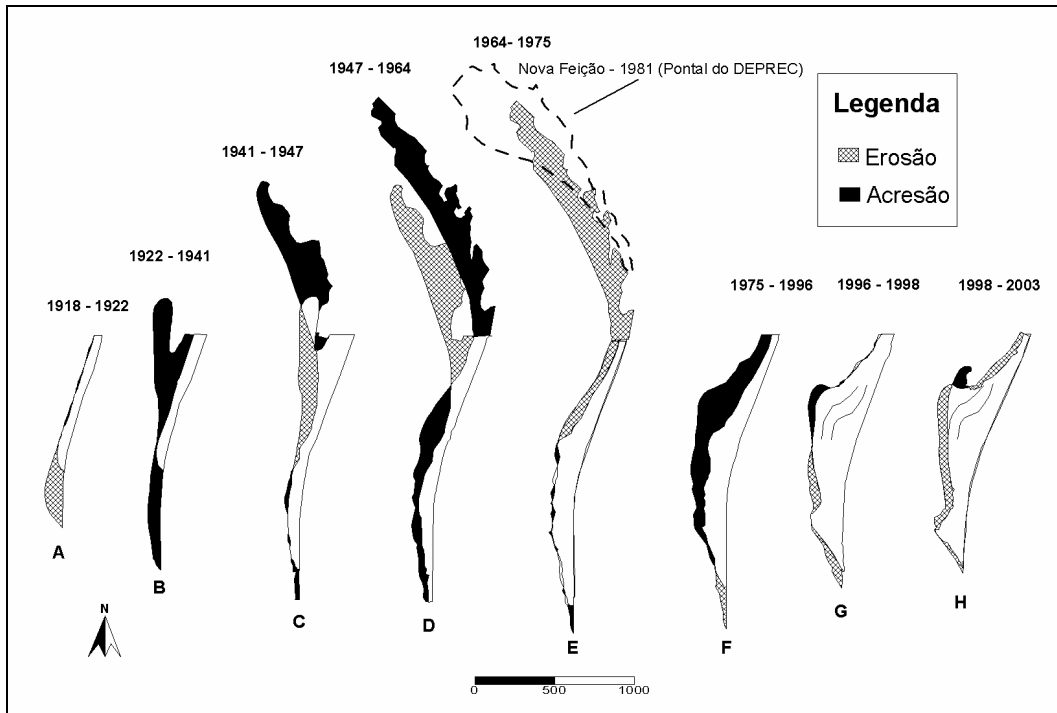 1964- 1975
Nova Feição - 1981 (Pontal do DEPREC)
1947 - 1964
1941 - 1947
1922 - 1941
1918 - 1922
1975 - 1996
1996 - 1998
1998 - 2003
Legenda
Erosão
Acresão
A
B
C
D
E
F
G
H
N
0 500 1000